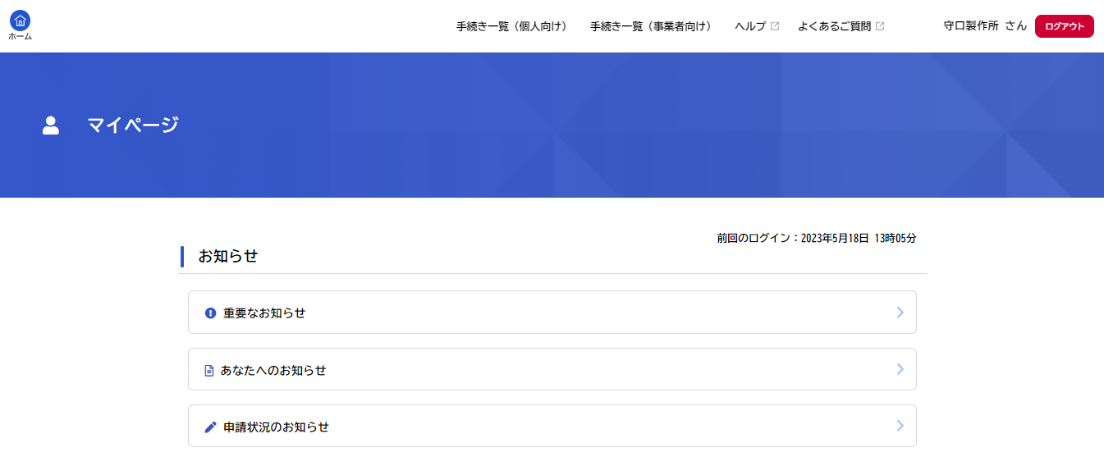 ホーム
手続き一覧（個人向け） 手続き一覧（事業者向け） ヘルプ よくあるご質問 守口製作所 さん ログアウト
マイページ
前回のログイン：2023年5月18日 13時05分
お知らせ
重要なお知らせ
あなたへのお知らせ
申請状況のお知らせ